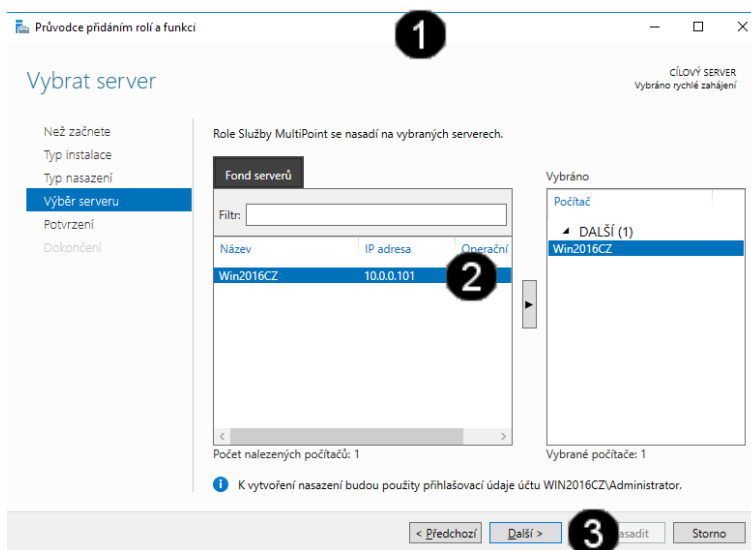 Průvodce přidáním rolí a funkcí
1
Vybrat server
CÍLOVÝ SERVER
Vybráno rychlé zahájení
Než začnete
Typ instalace
Typ nasazení
Výběr serveru
Potvrzení
Dokončení
Role Služby MultiPoint se nasadí na vybraných serverech.
Fond serverů
Filtr:
Název IP adresa Operační
Win2016CZ 10.0.0.101
2
Počet nalezených počítačů: 1
Vybráno
Počítač
DALŠÍ (1)
Win2016CZ
Vybrané počítače: 1
K vytvoření nasazení budou použity přihlašovací údaje účtu WIN2016CZ\Administrator.
< Předchozí Další > 3 Storno